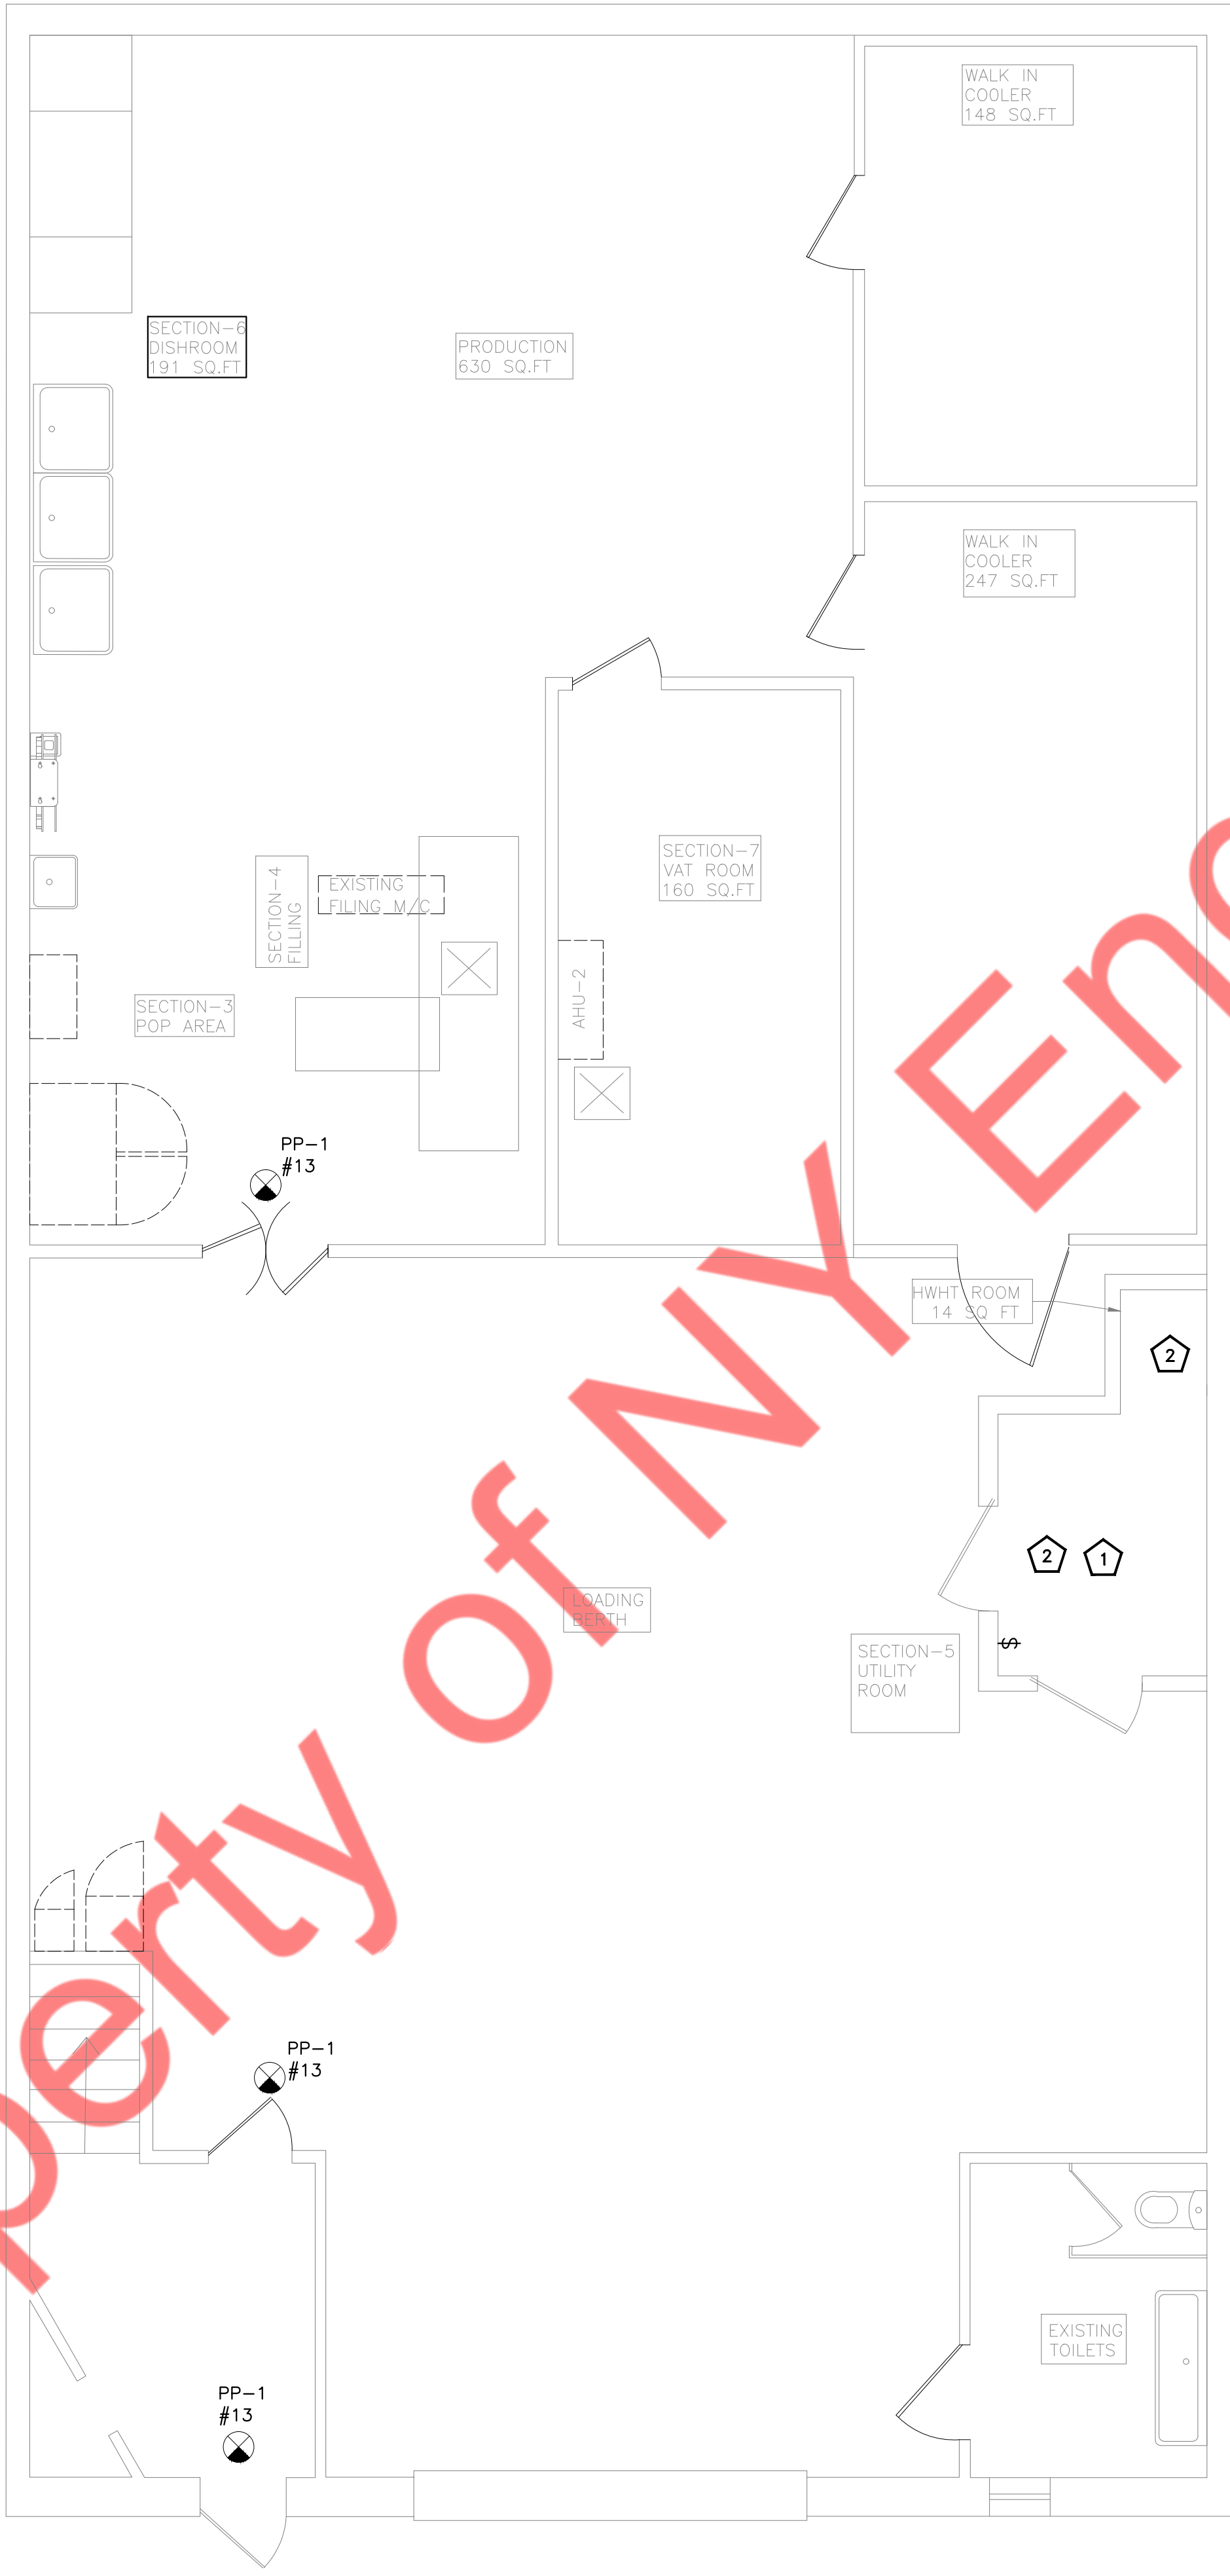 WALK IN
COOLER
148 SQ.FT
SECTION-6
DISHROOM
191 SQ.FT
PRODUCTION
630 SQ.FT
WALK IN
COOLER
247 SQ.FT
SECTION-7
VAT ROOM
160 SQ.FT
SECTION-4
FILLING
EXISTING
FILING M/C
AHU-2
SECTION-3
POP AREA
PP-1
#13
HWHT ROOM
14 SQ FT
2
2
1
$
LOADING
BERTH
SECTION-5
UTILITY
ROOM
PP-1
#13
EXISTING
TOILETS
PP-1
#13
perty of NY En